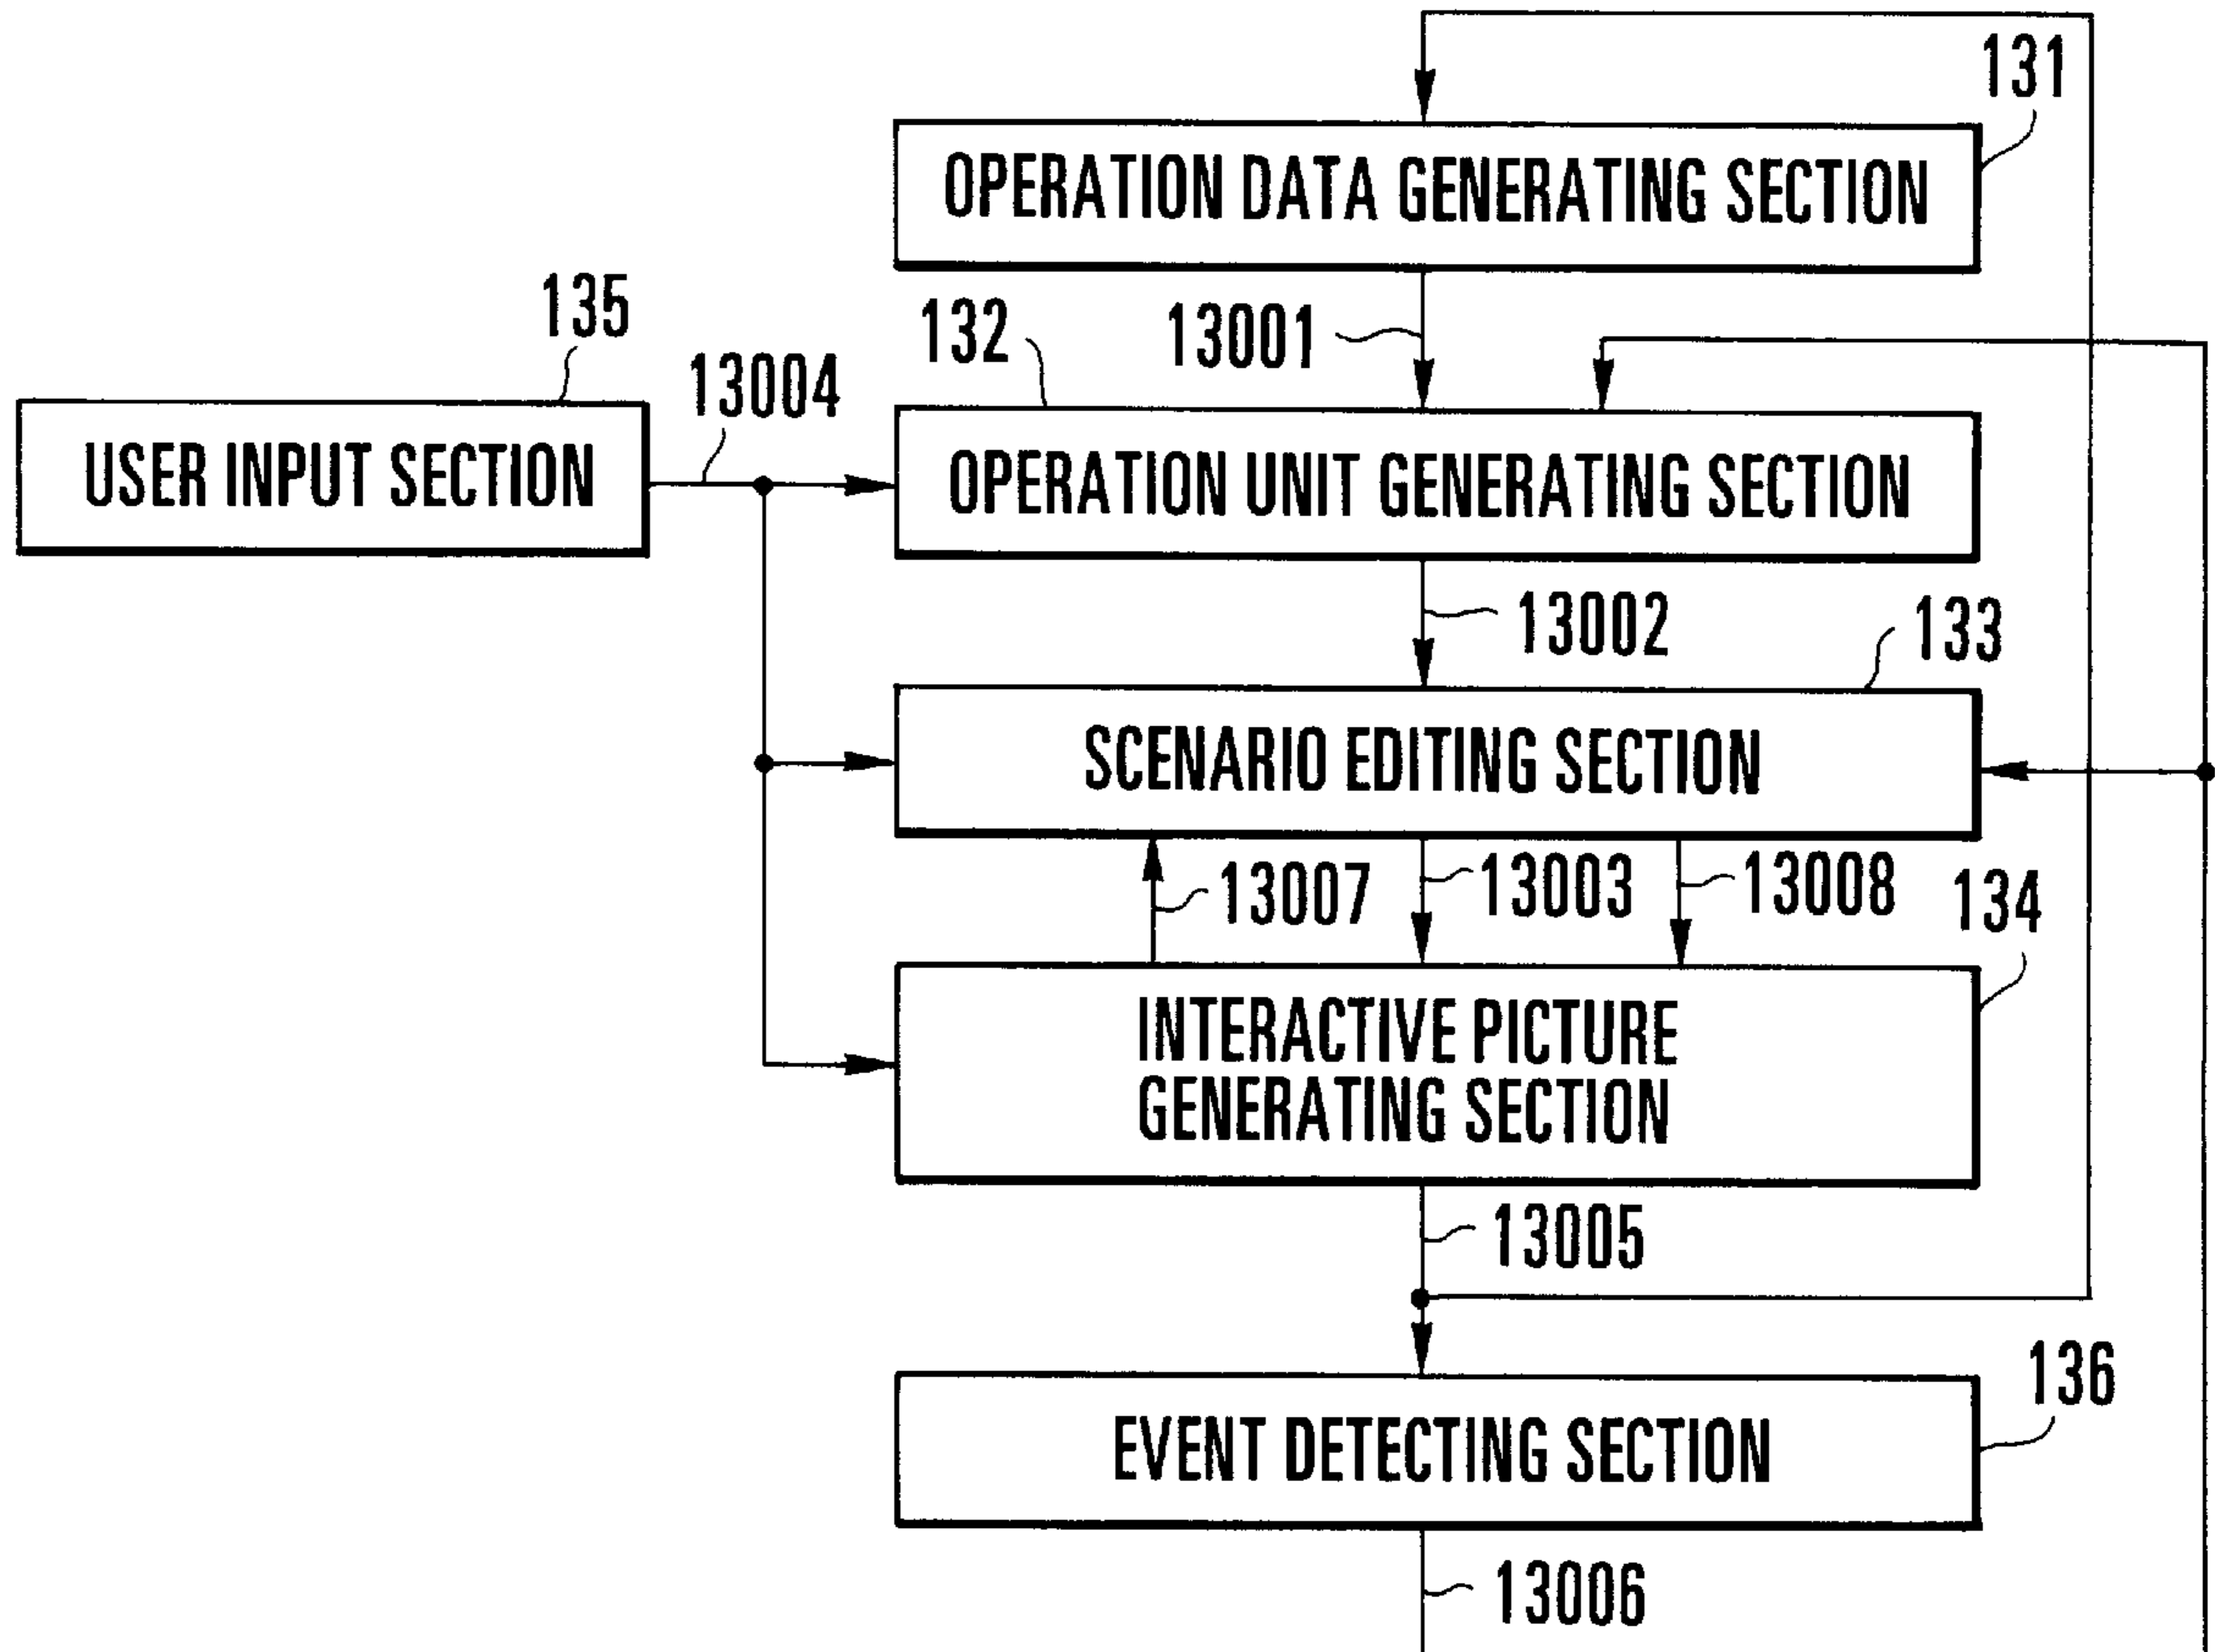 131
OPERATION DATA GENERATING SECTION
135
132
13001
13004
USER INPUT SECTION
OPERATION UNIT GENERATING SECTION
13002
133
SCENARIO EDITING SECTION
13007
13003
13008
134
INTERACTIVE PICTURE
GENERATING SECTION
13005
136
EVENT DETECTING SECTION
13006